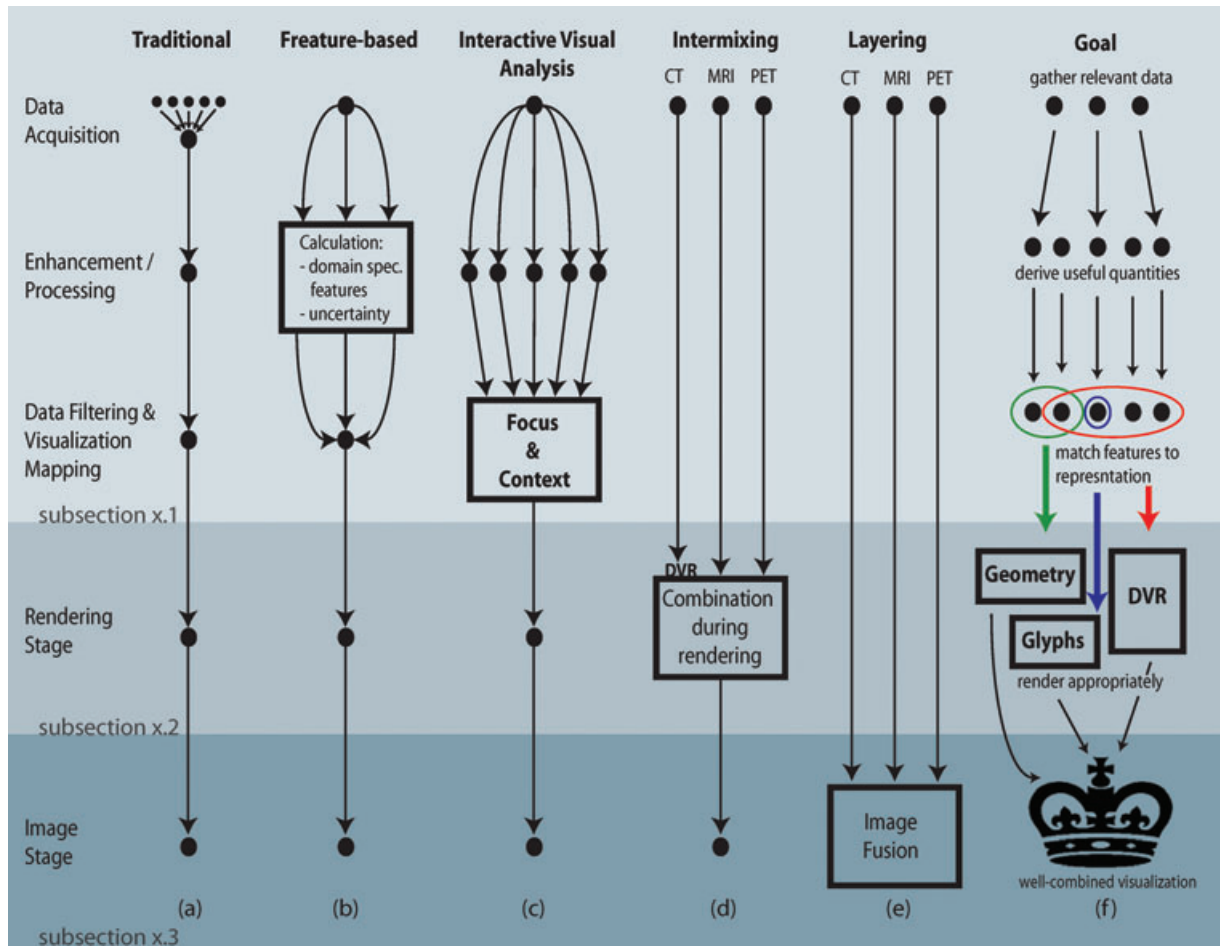 Traditional
Freature-based
Interactive Visual
Analysis
Intermixing
Layering
Goal
CT MRI PET
CT MRI PET
gather relevant data
Data
Acquisition
Enhancement /
Processing
Calculation:
- domain spec.
features
- uncertainty
derive useful quantities
Data Filtering &
Visualization
Mapping
Focus
&
Context
match features to
represntation
subsection x.1
DVR
Combination
during
rendering
Geometry
DVR
Glyphs
render appropriately
Rendering
Stage
subsection x.2
Image
Stage
Image
Fusion
well-combined visualization
(a) (b) (c) (d) (e) (f)
subsection x.3